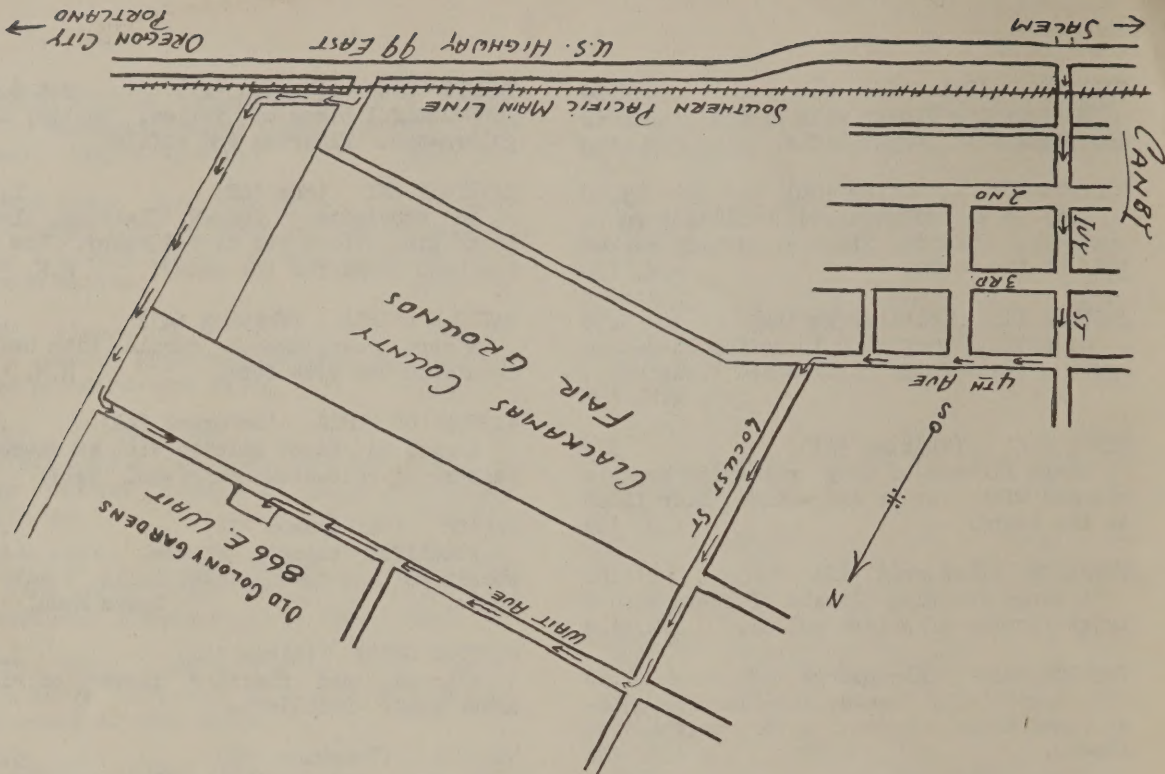 OLD COLONY GARDENS
866 E. WAIT
WAIT AVE.
N
S
LOCUST ST
CLACKAMAS COUNTY
FAIR GROUNDS
4TH AVE
3RD
2ND
IVY ST
CANBY
SOUTHERN PACIFIC MAIN LINE
U.S. HIGHWAY 99 EAST
SALEM
OREGON CITY
PORTLAND